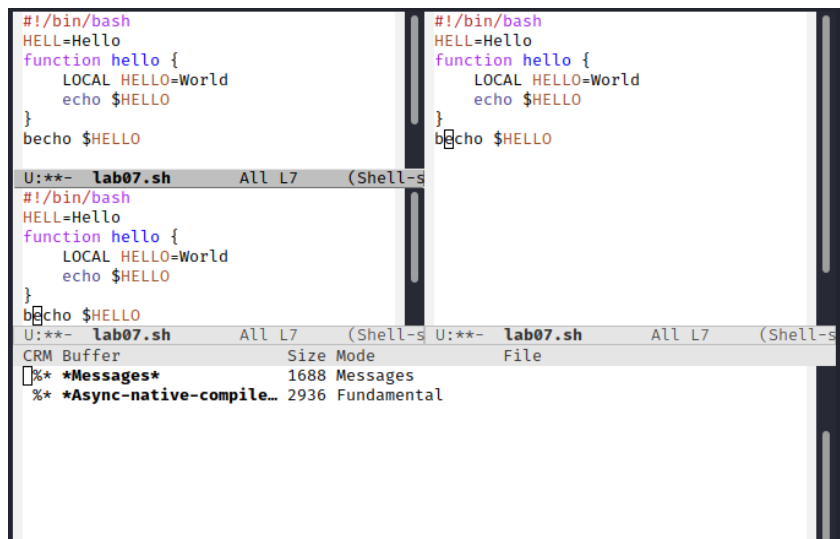 #!/bin/bash
HELL=Hello
function hello {
    LOCAL HELLO=World
    echo $HELLO
}
becho $HELLO
U:**-  lab07.sh       All L7     (Shell-s
#!/bin/bash
HELL=Hello
function hello {
    LOCAL HELLO=World
    echo $HELLO
}
becho $HELLO
U:**-  lab07.sh       All L7     (Shell-s
#!/bin/bash
HELL=Hello
function hello {
    LOCAL HELLO=World
    echo $HELLO
}
becho $HELLO
U:**-  lab07.sh       All L7     (Shell-s
CRM Buffer                 Size Mode             File
 %* *Messages*             1688 Messages
 %* *Async-native-compile… 2936 Fundamental